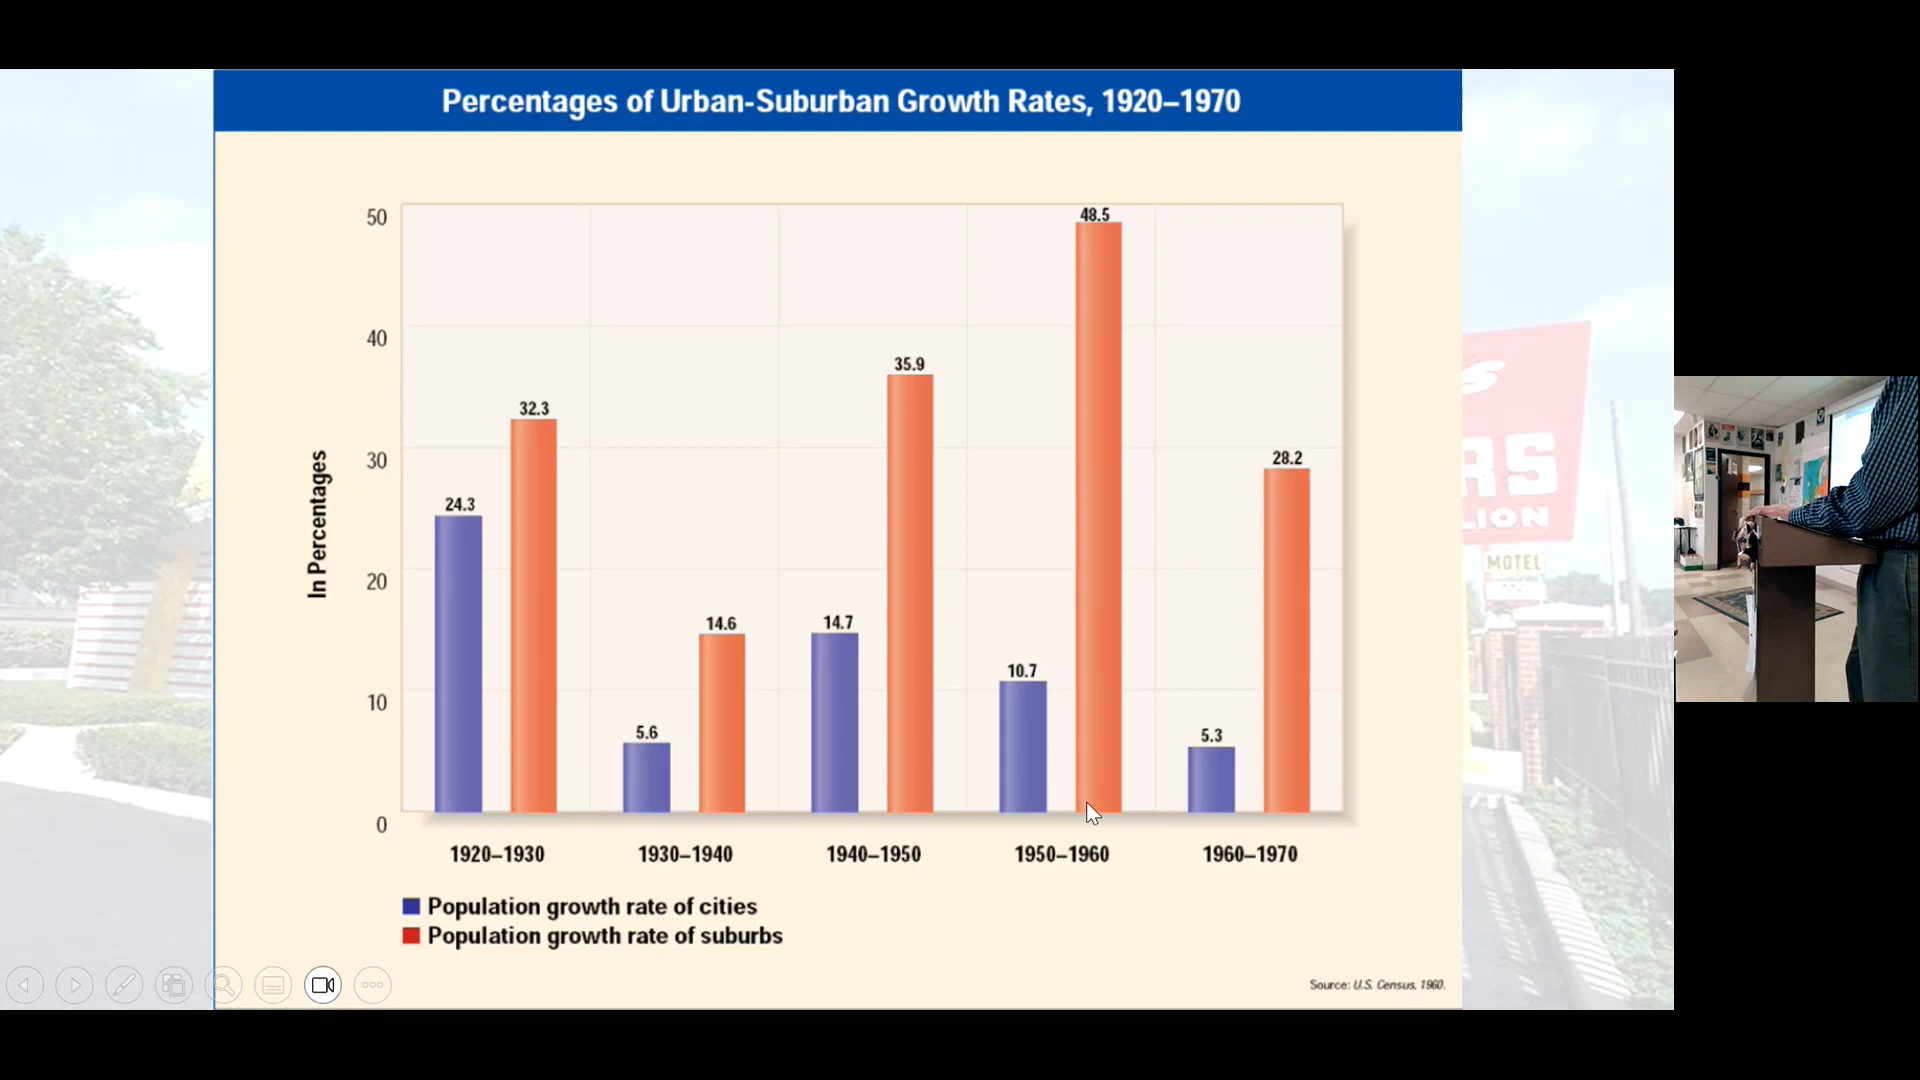 Percentages of Urban-Suburban Growth Rates, 1920–1970
In Percentages
50
40
30
20
10
0
24.3
32.3
5.6
14.6
14.7
35.9
10.7
48.5
5.3
28.2
1920–1930
1930–1940
1940–1950
1950–1960
1960–1970
Population growth rate of cities
Population growth rate of suburbs
Source: U.S. Census, 1960.
S
RS
LION
MOTEL